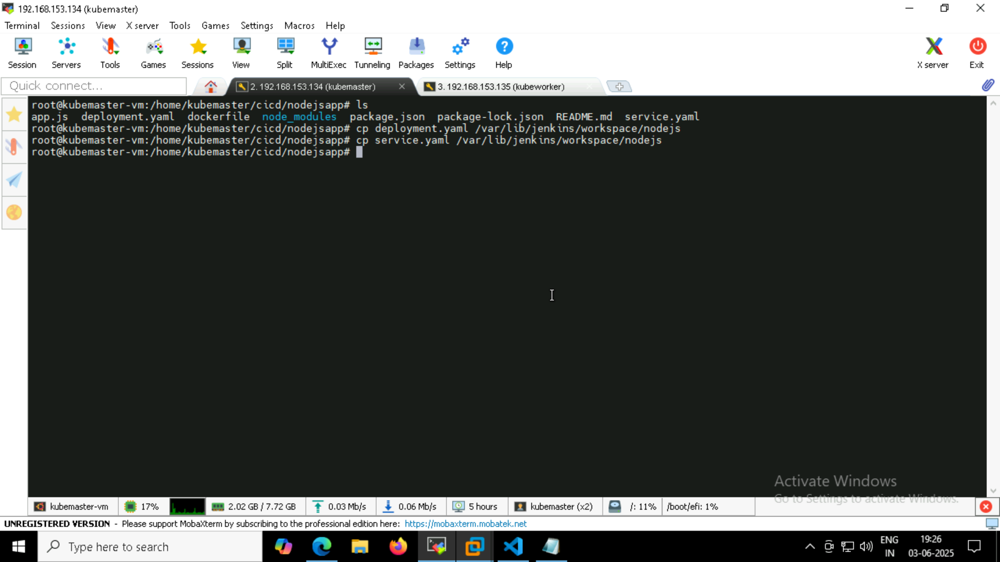 192.168.153.134 (kubemaster)
Terminal Sessions View X server Tools Games Settings Macros Help
Session Servers Tools Games Sessions View Split MultiExec Tunneling Packages Settings Help X server Exit
Quick connect... 2. 192.168.153.134 (kubemaster) 3. 192.168.153.135 (kubeworker)
root@kubemaster-vm:/home/kubemaster/cicd/nodejsapp# ls
app.js deployment.yaml dockerfile node_modules package.json package-lock.json README.md service.yaml
root@kubemaster-vm:/home/kubemaster/cicd/nodejsapp# cp deployment.yaml /var/lib/jenkins/workspace/nodejs
root@kubemaster-vm:/home/kubemaster/cicd/nodejsapp# cp service.yaml /var/lib/jenkins/workspace/nodejs
root@kubemaster-vm:/home/kubemaster/cicd/nodejsapp#
Activate Windows
Go to Settings to activate Windows.
kubemaster-vm 17% 2.02 GB / 7.72 GB 0.03 Mb/s 0.06 Mb/s 5 hours kubemaster (x2) /: 11% /boot/efi: 1%
UNREGISTERED VERSION - Please support MobaXterm by subscribing to the professional edition here: https://mobaxterm.mobatek.net
Type here to search
ENG 19:26
IN 03-06-2025